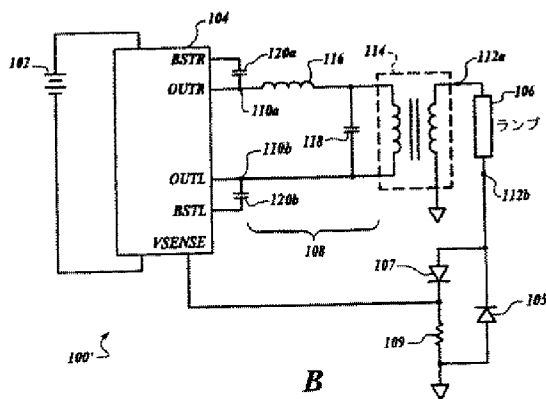 102
104
BSTR
120a
OUTR
110a
116
114
112a
106
ランプ
118
110b
OUTL
120b
BSTL
VSENSE
108
112b
107
109
105
100'
B